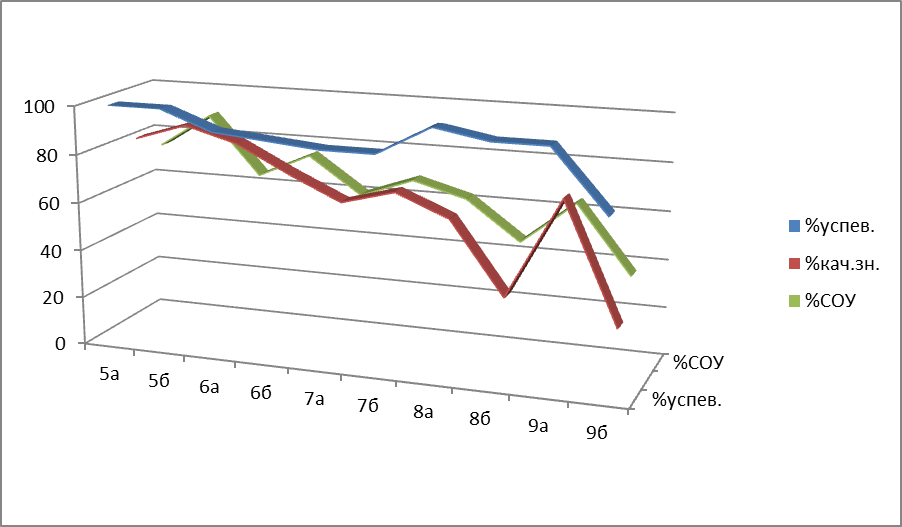 100
80
60
40
20
0
5а
5б
6а
6б
7а
7б
8а
8б
9а
9б
%СОУ
%успев.
%успев.
%кач.зн.
%СОУ